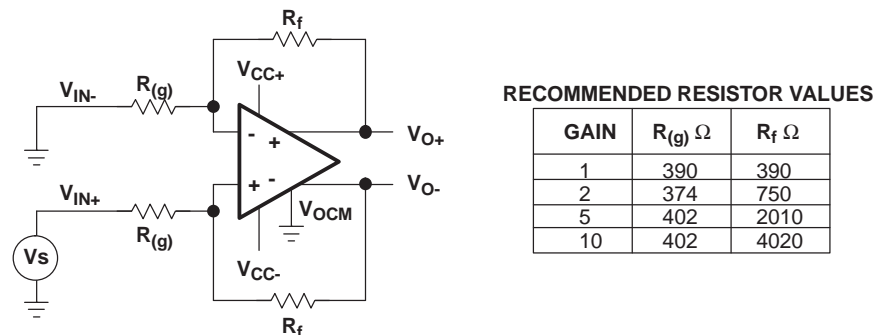 Rf
VCC+
R(g)
VIN-
-
+
VO+
VIN+
+
-
VO-
VOCM
R(g)
Vs
VCC-
Rf
RECOMMENDED RESISTOR VALUES
GAIN R(g) Ω Rf Ω
1 390 390
2 374 750
5 402 2010
10 402 4020